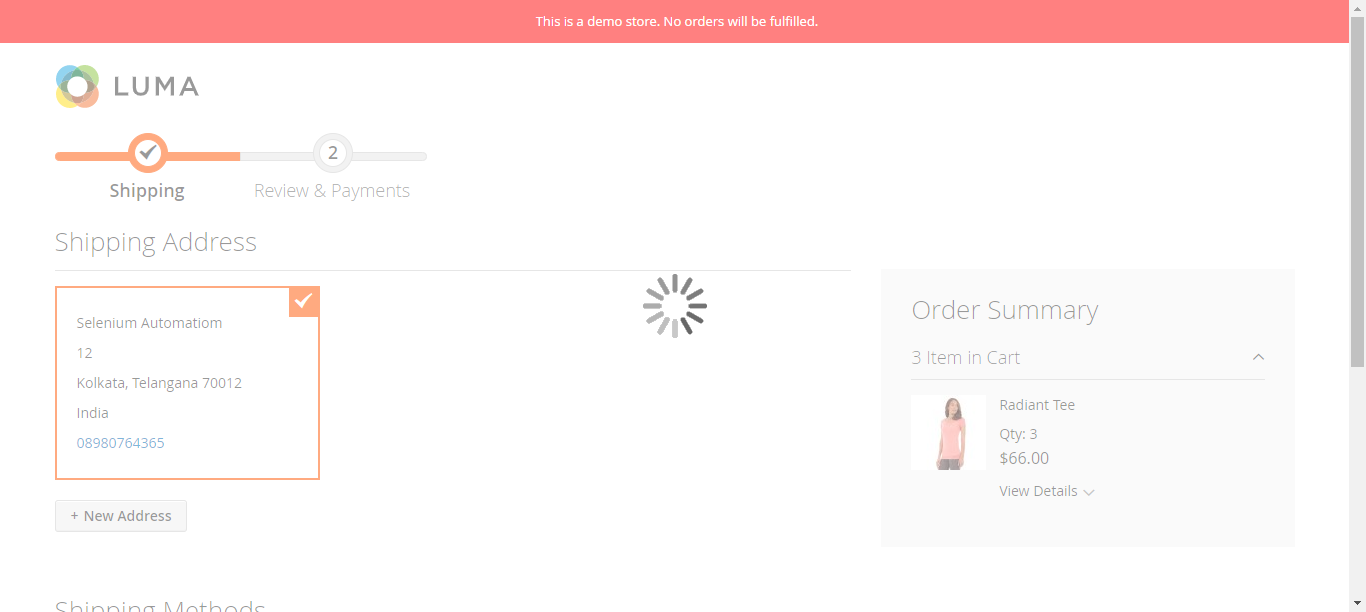 This is a demo store. No orders will be fulfilled.
LUMA
2
Shipping
Review & Payments
Shipping Address
Selenium Automatiom
12
Kolkata, Telangana 70012
India
08980764365
+ New Address
Order Summary
3 Item in Cart
Radiant Tee
Qty: 3
$66.00
View Details
Shipping Methods